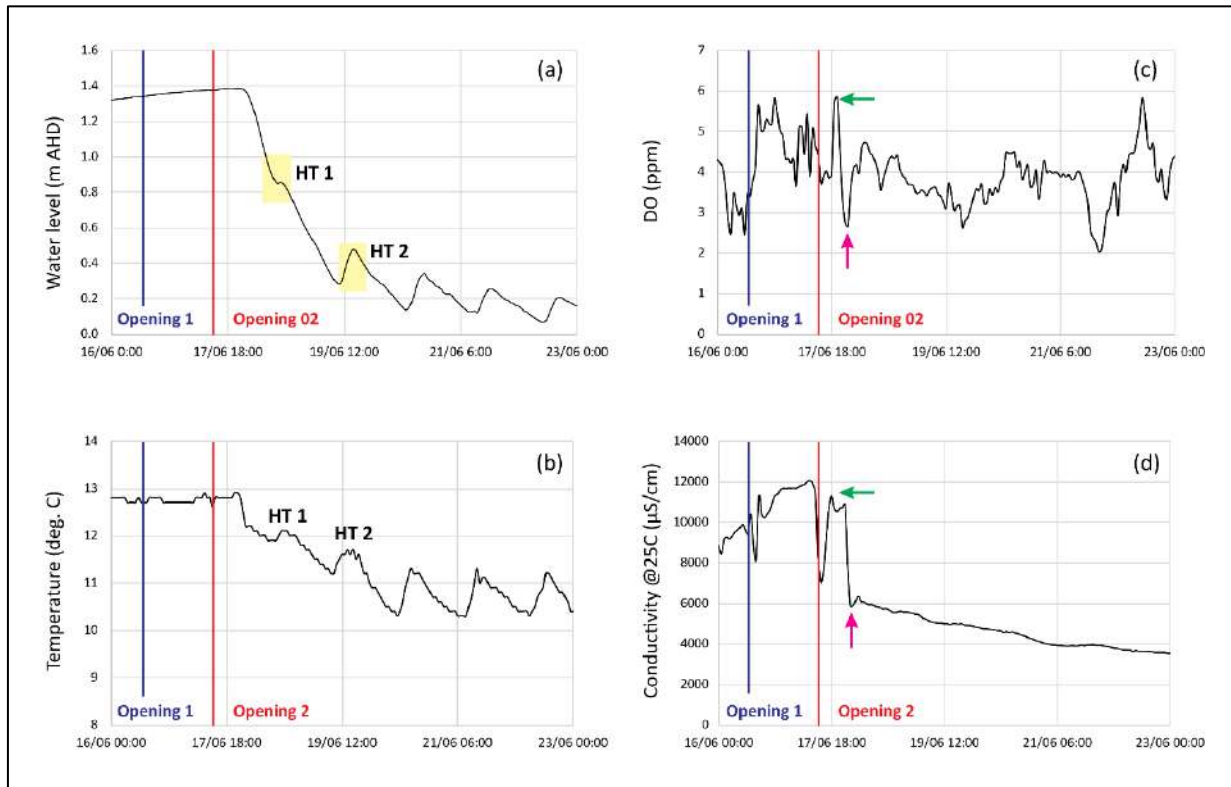 (a)
Water level (m AHD)
1.6
1.4
1.2
1.0
0.8
0.6
0.4
0.2
0.0
HT 1
HT 2
Opening 1
Opening 02
16/06 0:00
17/06 18:00
19/06 12:00
21/06 6:00
23/06 0:00
(c)
DO (ppm)
7
6
5
4
3
2
1
0
Opening 1
Opening 02
16/06 0:00
17/06 18:00
19/06 12:00
21/06 6:00
23/06 0:00
(b)
Temperature (deg. C)
14
13
12
11
10
9
8
HT 1
HT 2
Opening 1
Opening 2
16/06 00:00
17/06 18:00
19/06 12:00
21/06 06:00
23/06 00:00
(d)
Conductivity @25C (µS/cm)
14000
12000
10000
8000
6000
4000
2000
0
Opening 1
Opening 2
16/06 00:00
17/06 18:00
19/06 12:00
21/06 06:00
23/06 00:00